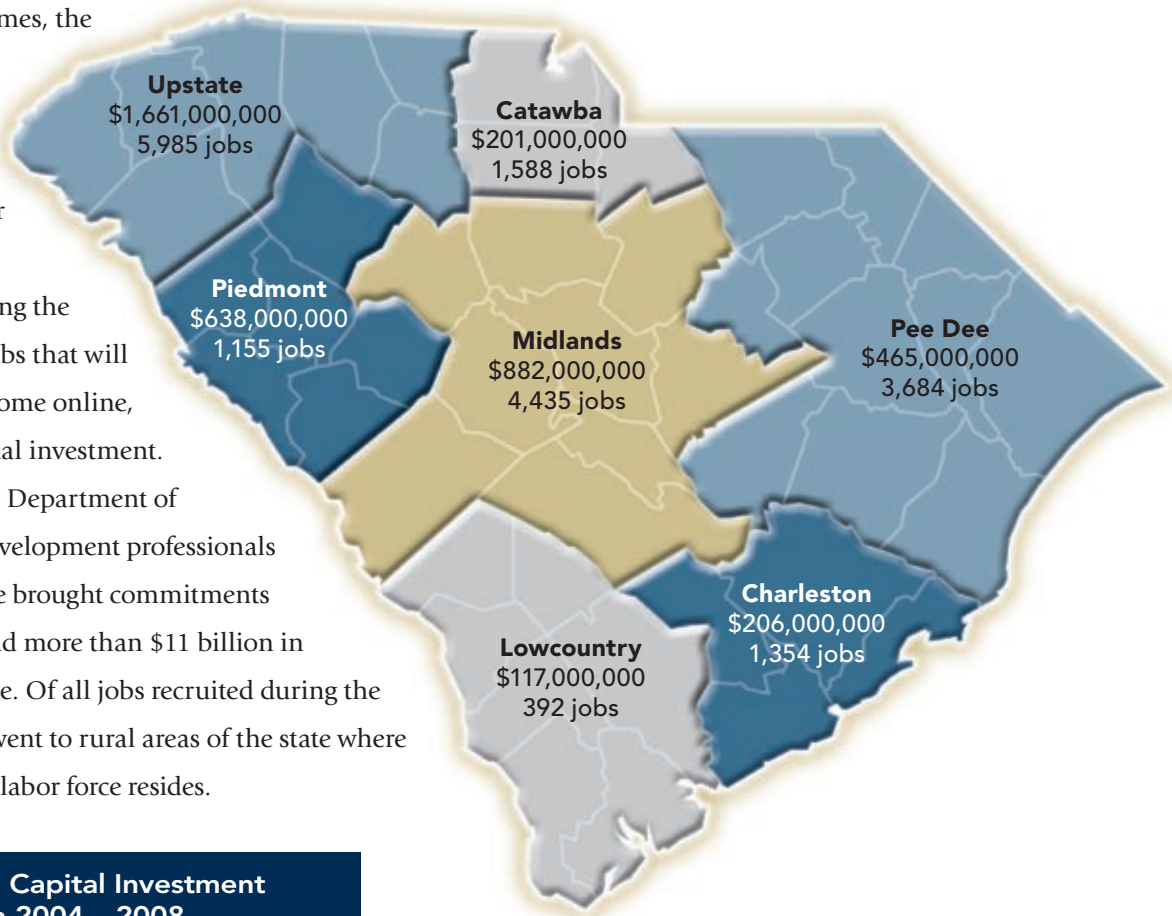 mes, the
r
ng the
bs that will
ome online,
al investment.
Department of
velopment professionals
e brought commitments
d more than $11 billion in
e. Of all jobs recruited during the
went to rural areas of the state where
labor force resides.
Upstate
$1,661,000,000
5,985 jobs
Catawba
$201,000,000
1,588 jobs
Piedmont
$638,000,000
1,155 jobs
Midlands
$882,000,000
4,435 jobs
Pee Dee
$465,000,000
3,684 jobs
Charleston
$206,000,000
1,354 jobs
Lowcountry
$117,000,000
392 jobs
Capital Investment
2004 – 2008